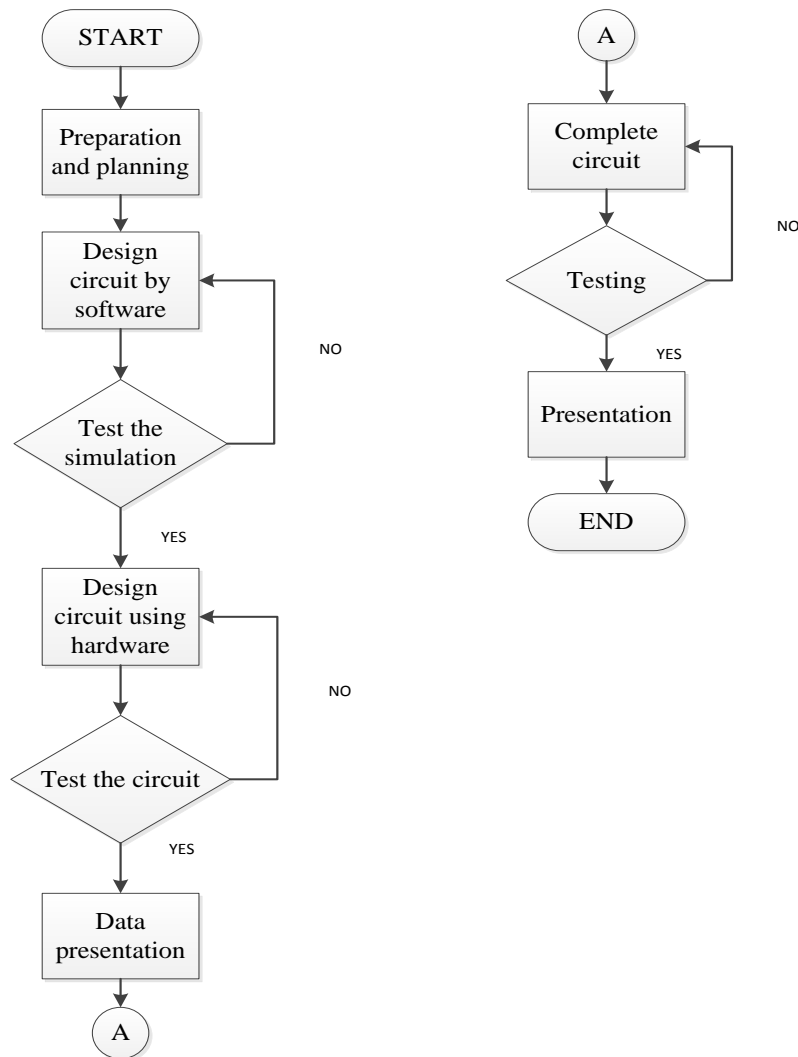 START
Preparation
and planning
Design
circuit by
software
NO
Test the
simulation
YES
Design
circuit using
hardware
NO
Test the circuit
YES
Data
presentation
A
A
Complete
circuit
NO
Testing
YES
Presentation
END